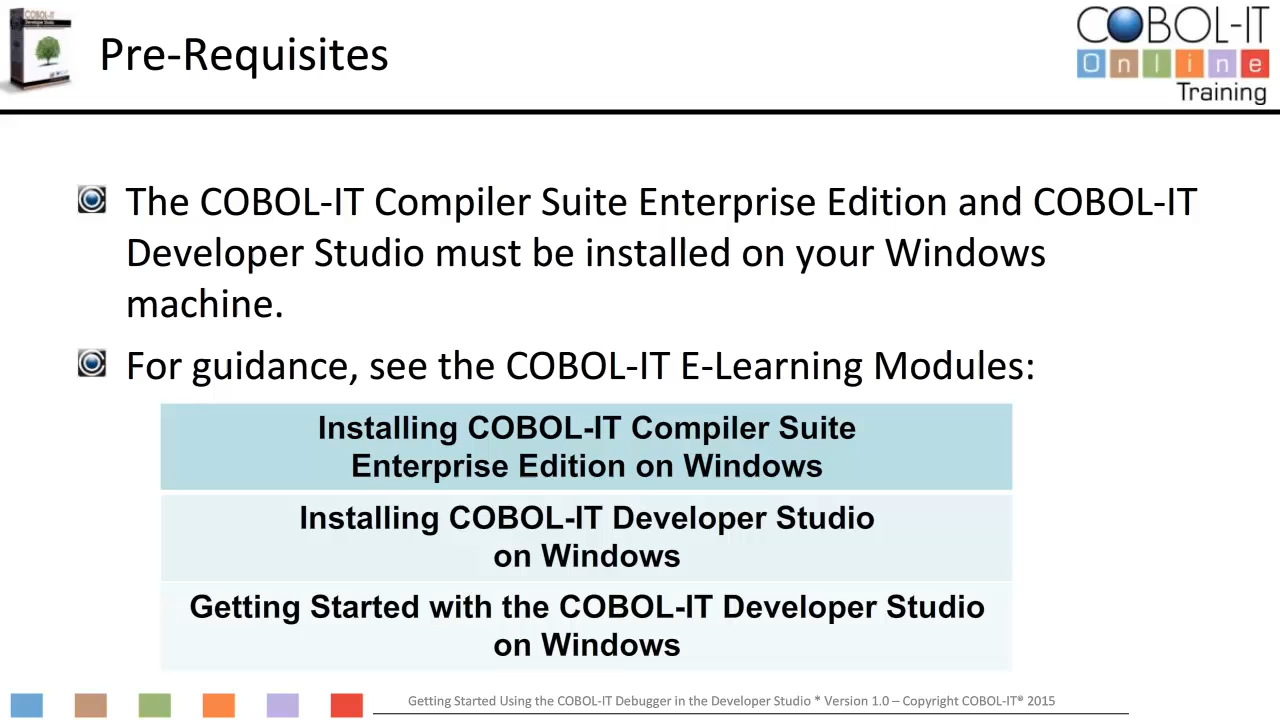 Pre-Requisites
COBOL-IT
Online
Training
The COBOL-IT Compiler Suite Enterprise Edition and COBOL-IT
Developer Studio must be installed on your Windows
machine.
For guidance, see the COBOL-IT E-Learning Modules:
Installing COBOL-IT Compiler Suite
Enterprise Edition on Windows
Installing COBOL-IT Developer Studio
on Windows
Getting Started with the COBOL-IT Developer Studio
on Windows
Getting Started Using the COBOL-IT Debugger in the Developer Studio * Version 1.0 – Copyright COBOL-IT® 2015